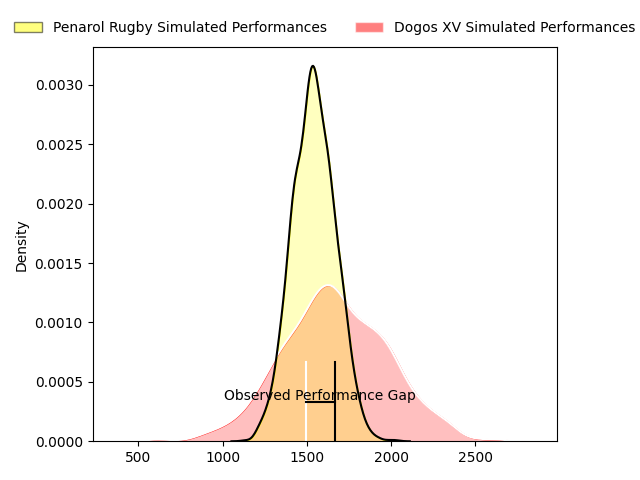 Penarol Rugby Simulated Performances Dogos XV Simulated Performances
0.0030
0.0025
0.0020
0.0015
0.0010
0.0005
0.0000
Density
Observed Performance Gap
500 1000 1500 2000 2500